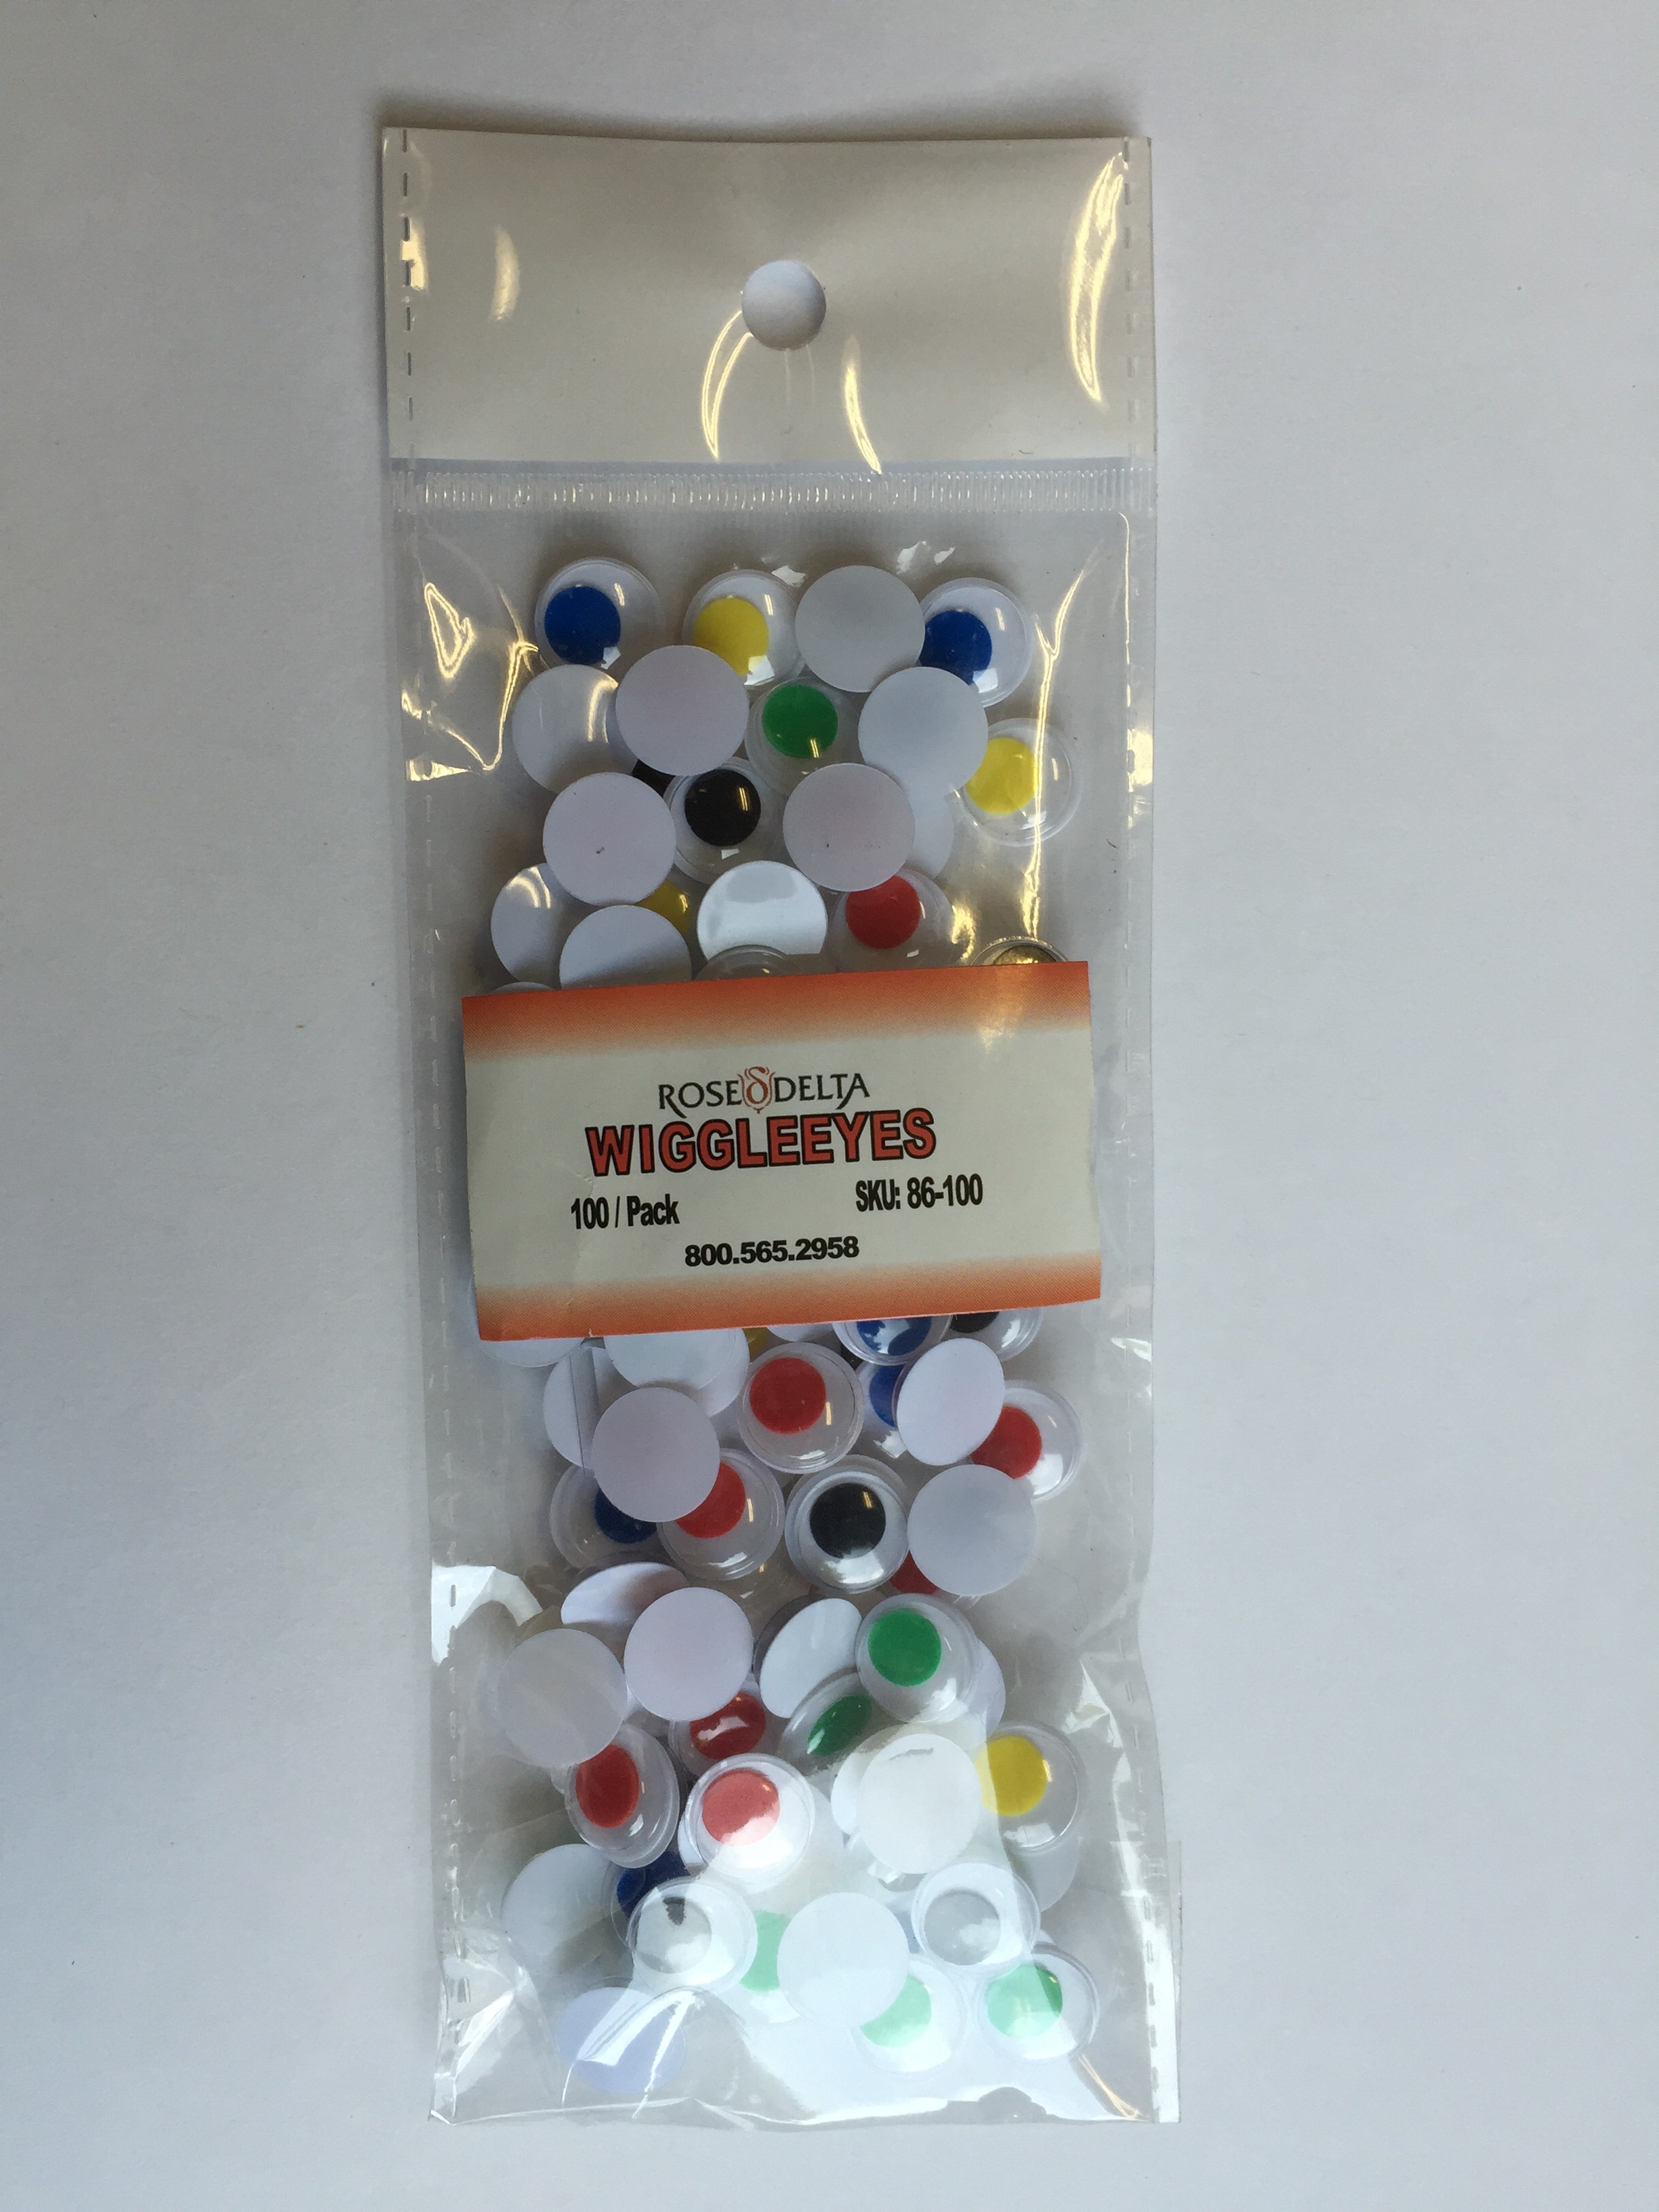 ROSE δ DELTA
WIGGLEEYES
100 / Pack SKU: 86-100
800.565.2958